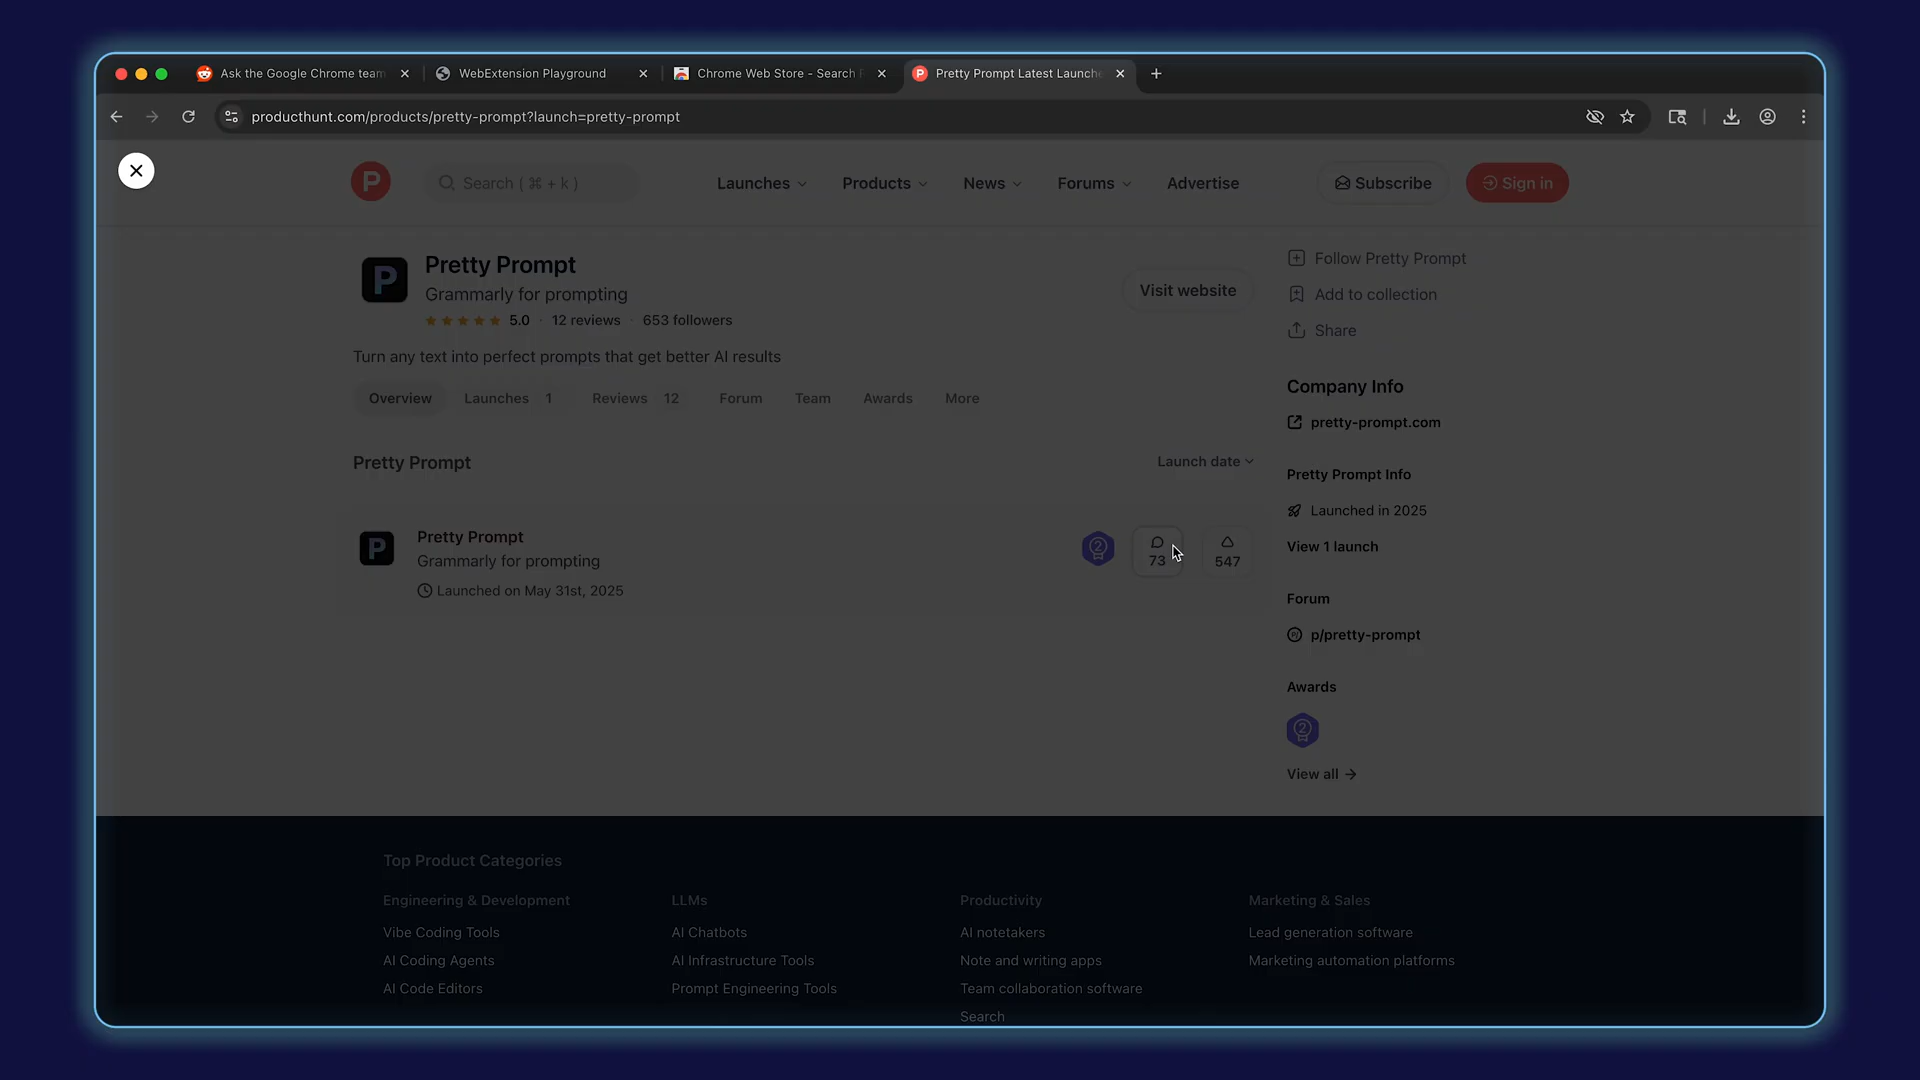 Ask the Google Chrome team
WebExtension Playground
Chrome Web Store - Search
Pretty Prompt Latest Launche
producthunt.com/products/pretty-prompt?launch=pretty-prompt
P
Search ( ⌘ + k )
Launches
Products
News
Forums
Advertise
Subscribe
Sign in
P
Pretty Prompt
Grammarly for prompting
5.0 · 12 reviews · 653 followers
Visit website
Turn any text into perfect prompts that get better AI results
Overview
Launches 1
Reviews 12
Forum
Team
Awards
More
Pretty Prompt
Launch date
P
Pretty Prompt
Grammarly for prompting
Launched on May 31st, 2025
2
73
547
Follow Pretty Prompt
Add to collection
Share
Company Info
pretty-prompt.com
Pretty Prompt Info
Launched in 2025
View 1 launch
Forum
p/pretty-prompt
Awards
2
View all
Top Product Categories
Engineering & Development
Vibe Coding Tools
AI Coding Agents
AI Code Editors
LLMs
AI Chatbots
AI Infrastructure Tools
Prompt Engineering Tools
Productivity
AI notetakers
Note and writing apps
Team collaboration software
Search
Marketing & Sales
Lead generation software
Marketing automation platforms